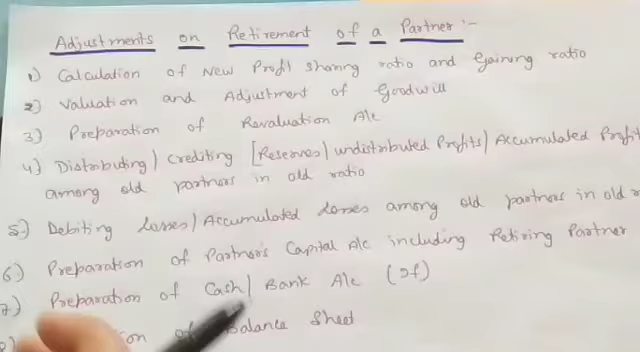 Adjustments on Retirement of a Partner :-
1) Calculation of New Profit sharing ratio and Gaining ratio
2) Valuation and Adjustment of Goodwill
3) Preparation of Revaluation A/c
4) Distributing / crediting [Reserves / undistributed Profits / Accumulated Profit
among old partners in old ratio
5.) Debiting losses / Accumulated losses among old partners in old
6.) Preparation of Partner's Capital A/c including Retiring Partner
7.) Preparation of Cash / Bank A/c (If)
of Balance Sheet